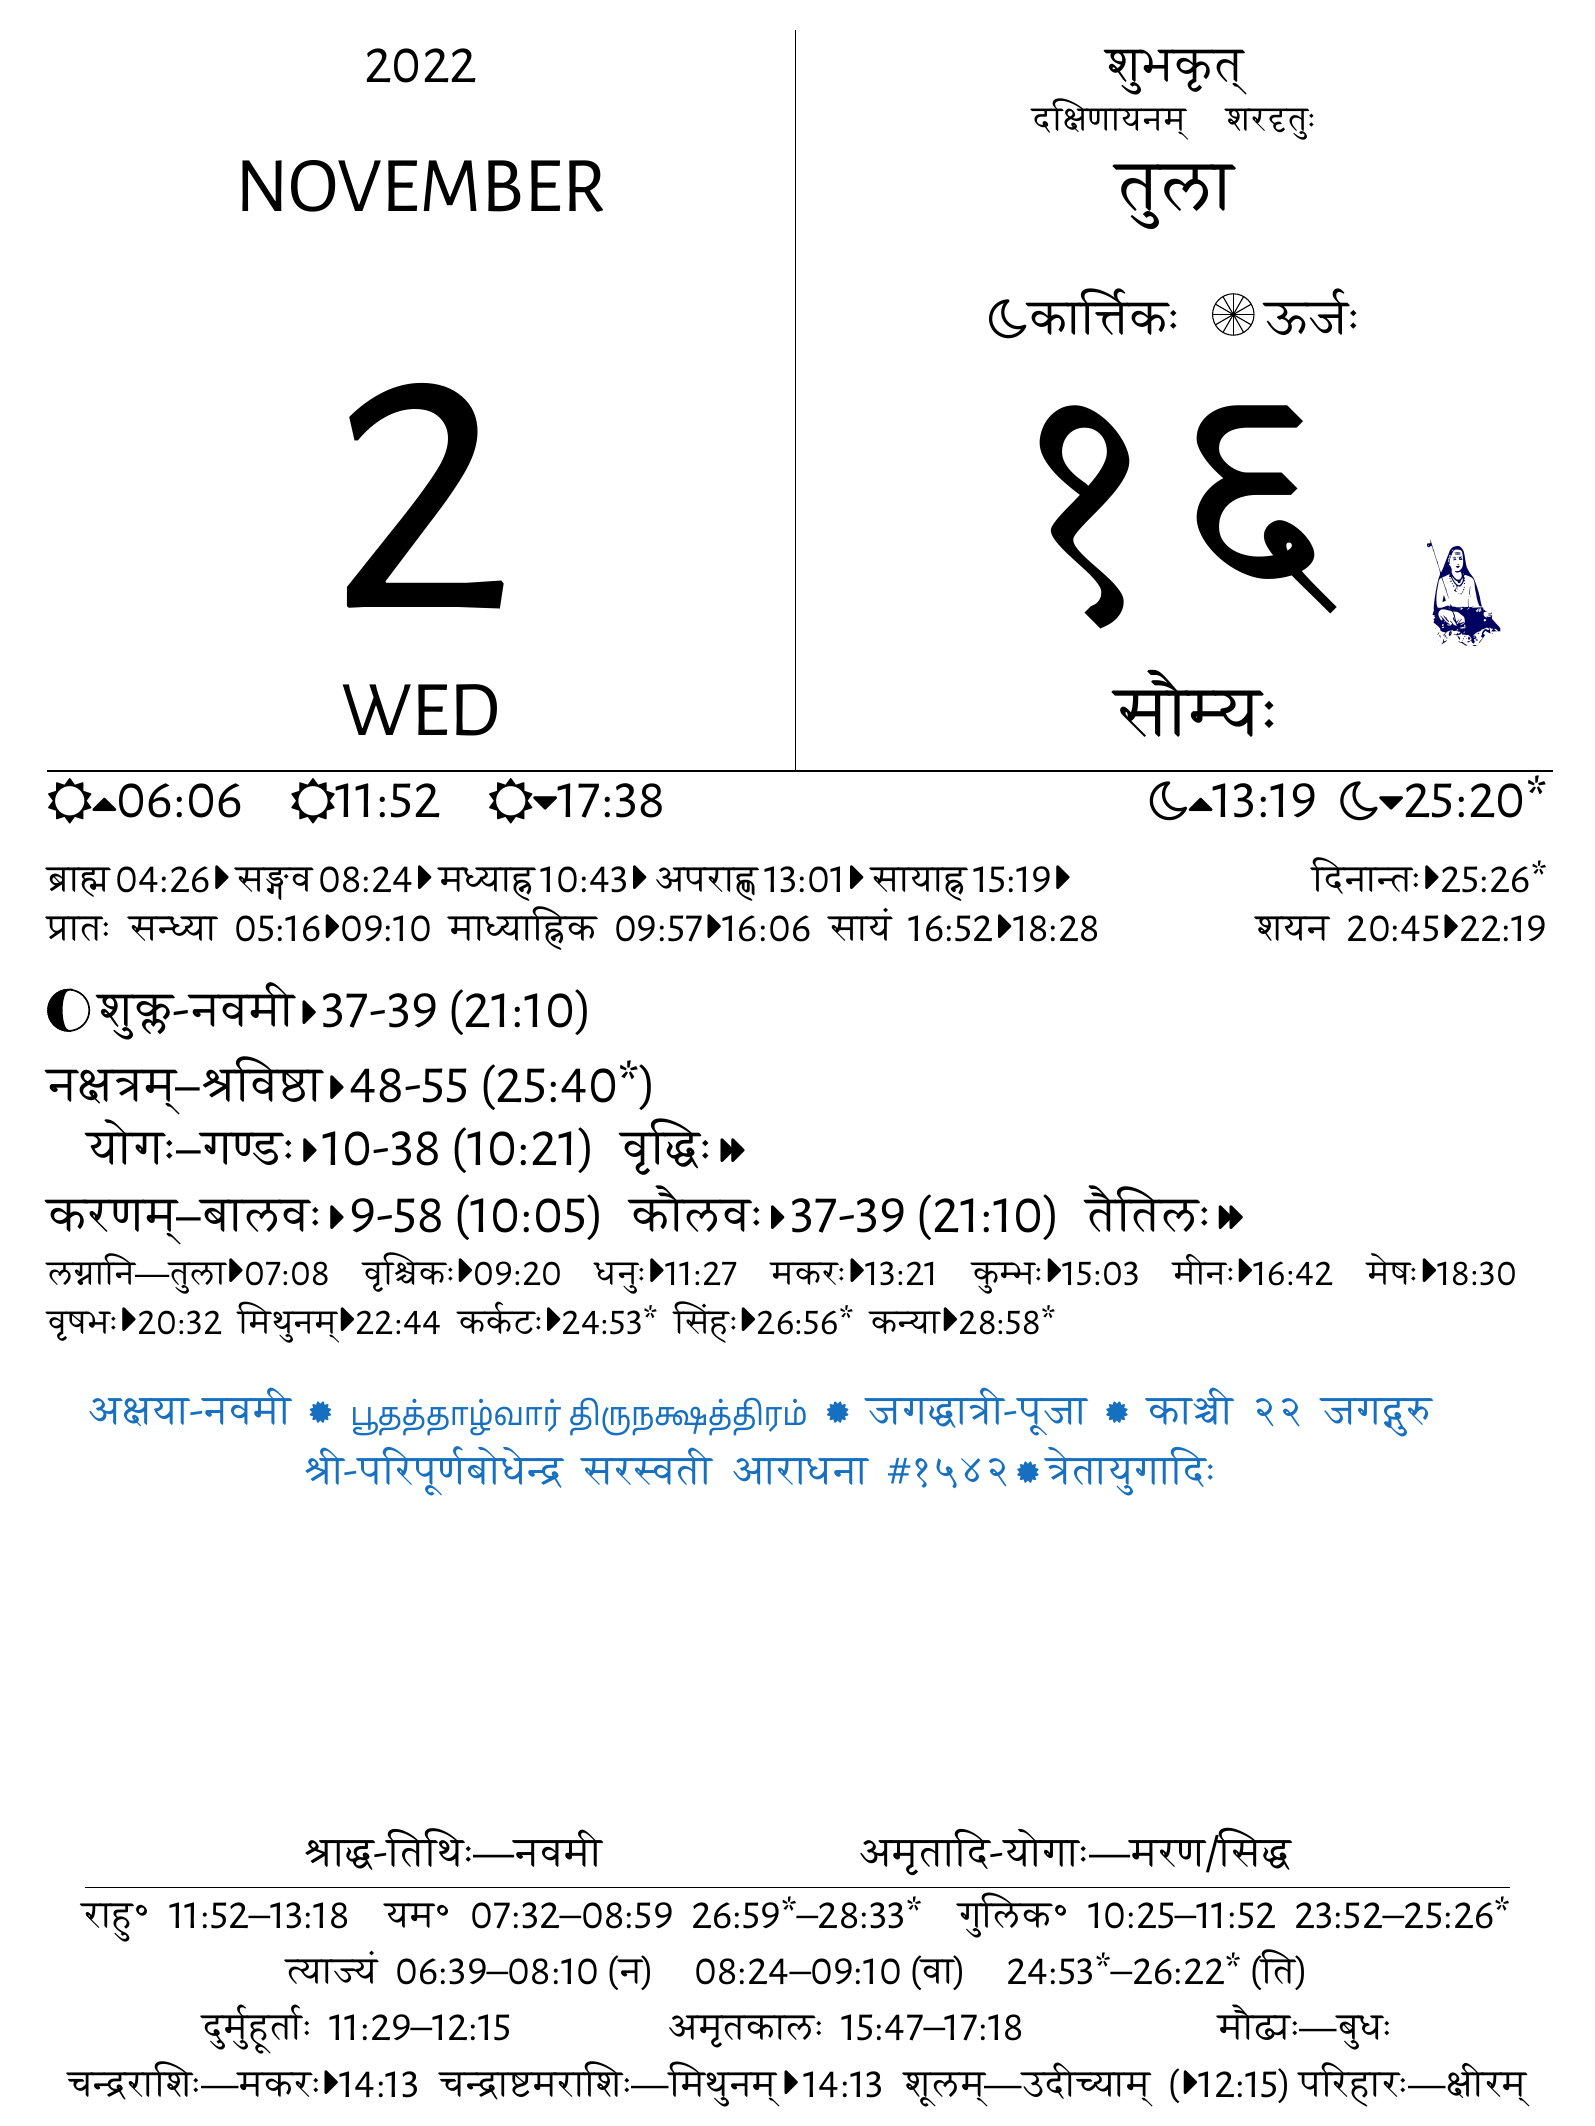 2022
NOVEMBER
2
WED
शुभकृत्
दक्षिणायनम् शरदृतुः
तुला
कार्त्तिकः ऊर्जः
१६
सौम्यः
06:06 11:52 17:38 13:19 25:20*
ब्राह्म 04:26 सङ्गव 08:24 मध्याह्न 10:43 अपराह्ण 13:01 सायाह्न 15:19 दिनान्तः 25:26*
प्रातः सन्ध्या 05:16 09:10 माध्याह्निक 09:57 16:06 सायं 16:52 18:28 शयन 20:45 22:19
शुक्ल-नवमी 37-39 (21:10)
नक्षत्रम्–श्रविष्ठा 48-55 (25:40*)
योगः–गण्डः 10-38 (10:21) वृद्धिः
करणम्–बालवः 9-58 (10:05) कौलवः 37-39 (21:10) तैतिलः
लग्नानि—तुला 07:08 वृश्चिकः 09:20 धनुः 11:27 मकरः 13:21 कुम्भः 15:03 मीनः 16:42 मेषः 18:30
वृषभः 20:32 मिथुनम् 22:44 कर्कटः 24:53* सिंहः 26:56* कन्या 28:58*
अक्षया-नवमी ✹ பூதத்தாழ்வார் திருநக்ஷத்திரம் ✹ जगद्धात्री-पूजा ✹ काञ्ची २२ जगद्गुरु
श्री-परिपूर्णबोधेन्द्र सरस्वती आराधना #१५४२ ✹ त्रेतायुगादिः
श्राद्ध-तिथिः—नवमी अमृतादि-योगाः—मरण/सिद्ध
राहु॰ 11:52–13:18 यम॰ 07:32–08:59 26:59*–28:33* गुलिक॰ 10:25–11:52 23:52–25:26*
त्याज्यं 06:39–08:10 (न) 08:24–09:10 (वा) 24:53*–26:22* (ति)
दुर्मुहूर्ताः 11:29–12:15 अमृतकालः 15:47–17:18 मौढ्यः—बुधः
चन्द्रराशिः—मकरः 14:13 चन्द्राष्टमराशिः—मिथुनम् 14:13 शूलम्—उदीच्याम् (12:15) परिहारः—क्षीरम्